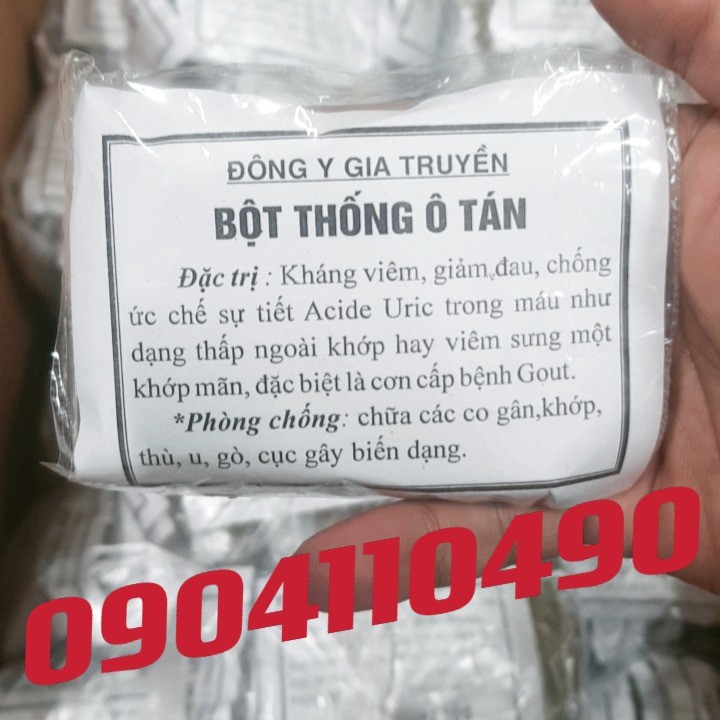 ĐÔNG Y GIA TRUYỀN
BỘT THỐNG Ô TÁN
Đặc trị : Kháng viêm, giảm,đau, chống
ức chế sự tiết Acide Uric trong máu như
dạng thấp ngoài khớp hay viêm sưng một
khớp mãn, đặc biệt là cơn cấp bệnh Gout.
*Phòng chống: chữa các co gân,khớp,
thù, u, gò, cục gây biến dạng.
0904110490